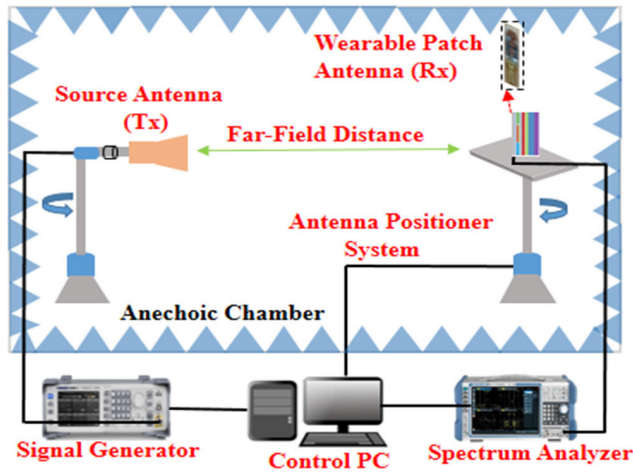 Wearable Patch
Antenna (Rx)
Source Antenna
(Tx)
Far-Field Distance
Antenna Positioner
System
Anechoic Chamber
Signal Generator
Control PC
Spectrum Analyzer